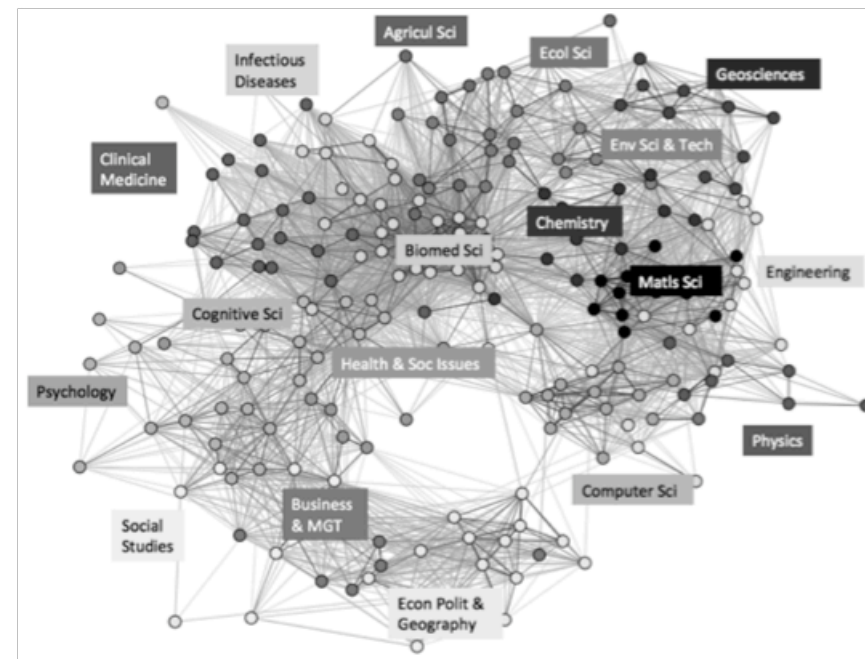 Agricul Sci
Ecol Sci
Infectious
Diseases
Geosciences
Env Sci & Tech
Clinical
Medicine
Chemistry
Biomed Sci
Matls Sci
Engineering
Cognitive Sci
Health & Soc Issues
Psychology
Physics
Computer Sci
Business
& MGT
Social
Studies
Econ Polit &
Geography